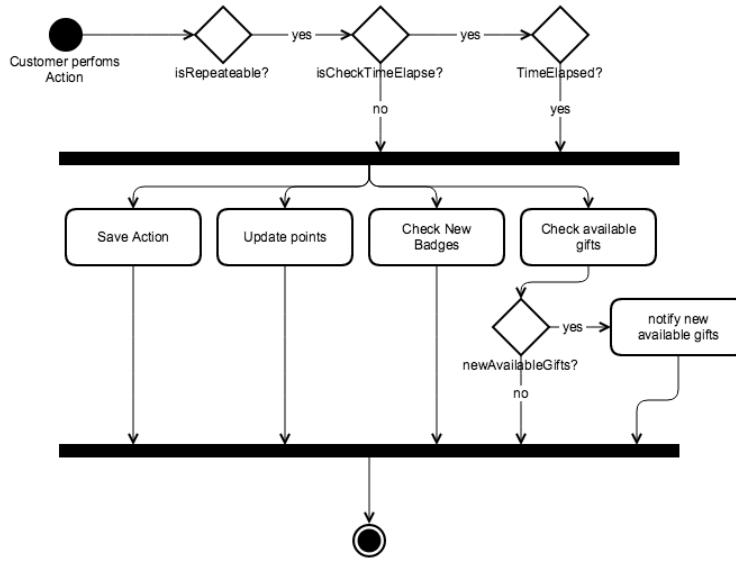 yes
yes
Customer perfoms
Action
isRepeateable?
isCheckTimeElapse?
TimeElapsed?
no
yes
Save Action
Update points
Check New
Badges
Check available
gifts
yes
notify new
available gifts
newAvailableGifts?
no